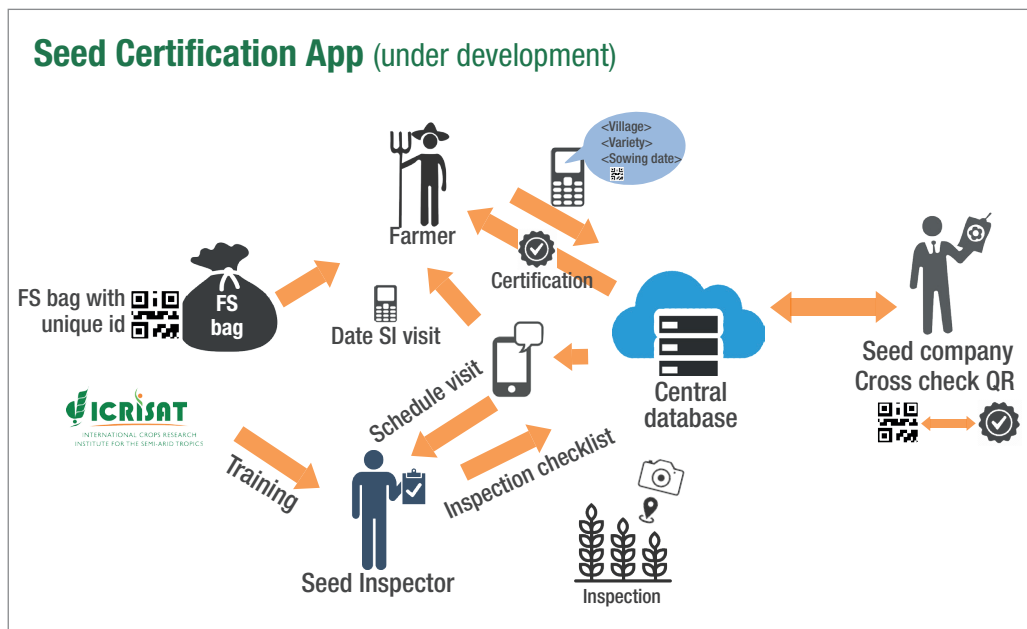 Seed Certification App (under development)
<Village>
<Variety>
<Sowing date>
Farmer
Certification
FS bag with
unique id
FS
bag
Date SI visit
Schedule visit
Central
database
Seed company
Cross check QR
ICRISAT
INTERNATIONAL CROPS RESEARCH
INSTITUTE FOR THE SEMI-ARID TROPICS
Training
Inspection checklist
Seed Inspector
Inspection